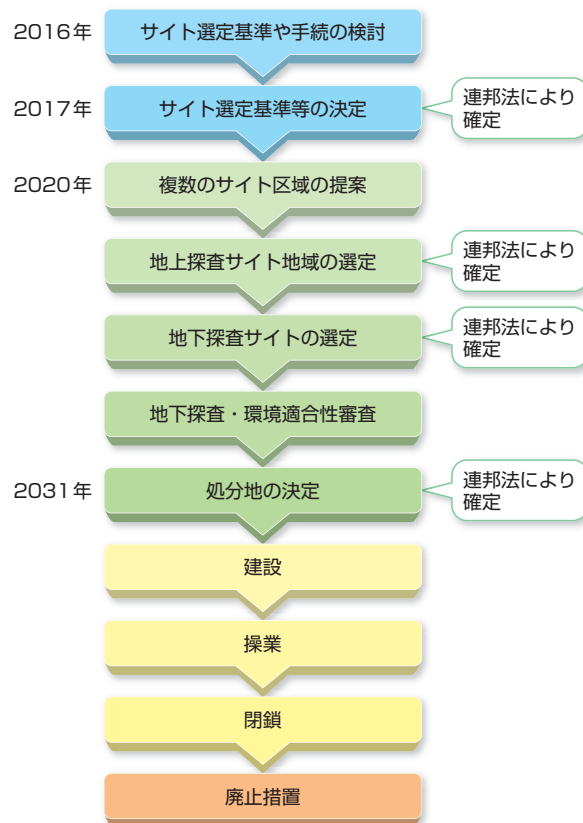 2016年
サイト選定基準や手続の検討
2017年
サイト選定基準等の決定
連邦法により
確定
2020年
複数のサイト区域の提案
地上探査サイト地域の選定
連邦法により
確定
地下探査サイトの選定
連邦法により
確定
地下探査・環境適合性審査
2031年
処分地の決定
連邦法により
確定
建設
操業
閉鎖
廃止措置